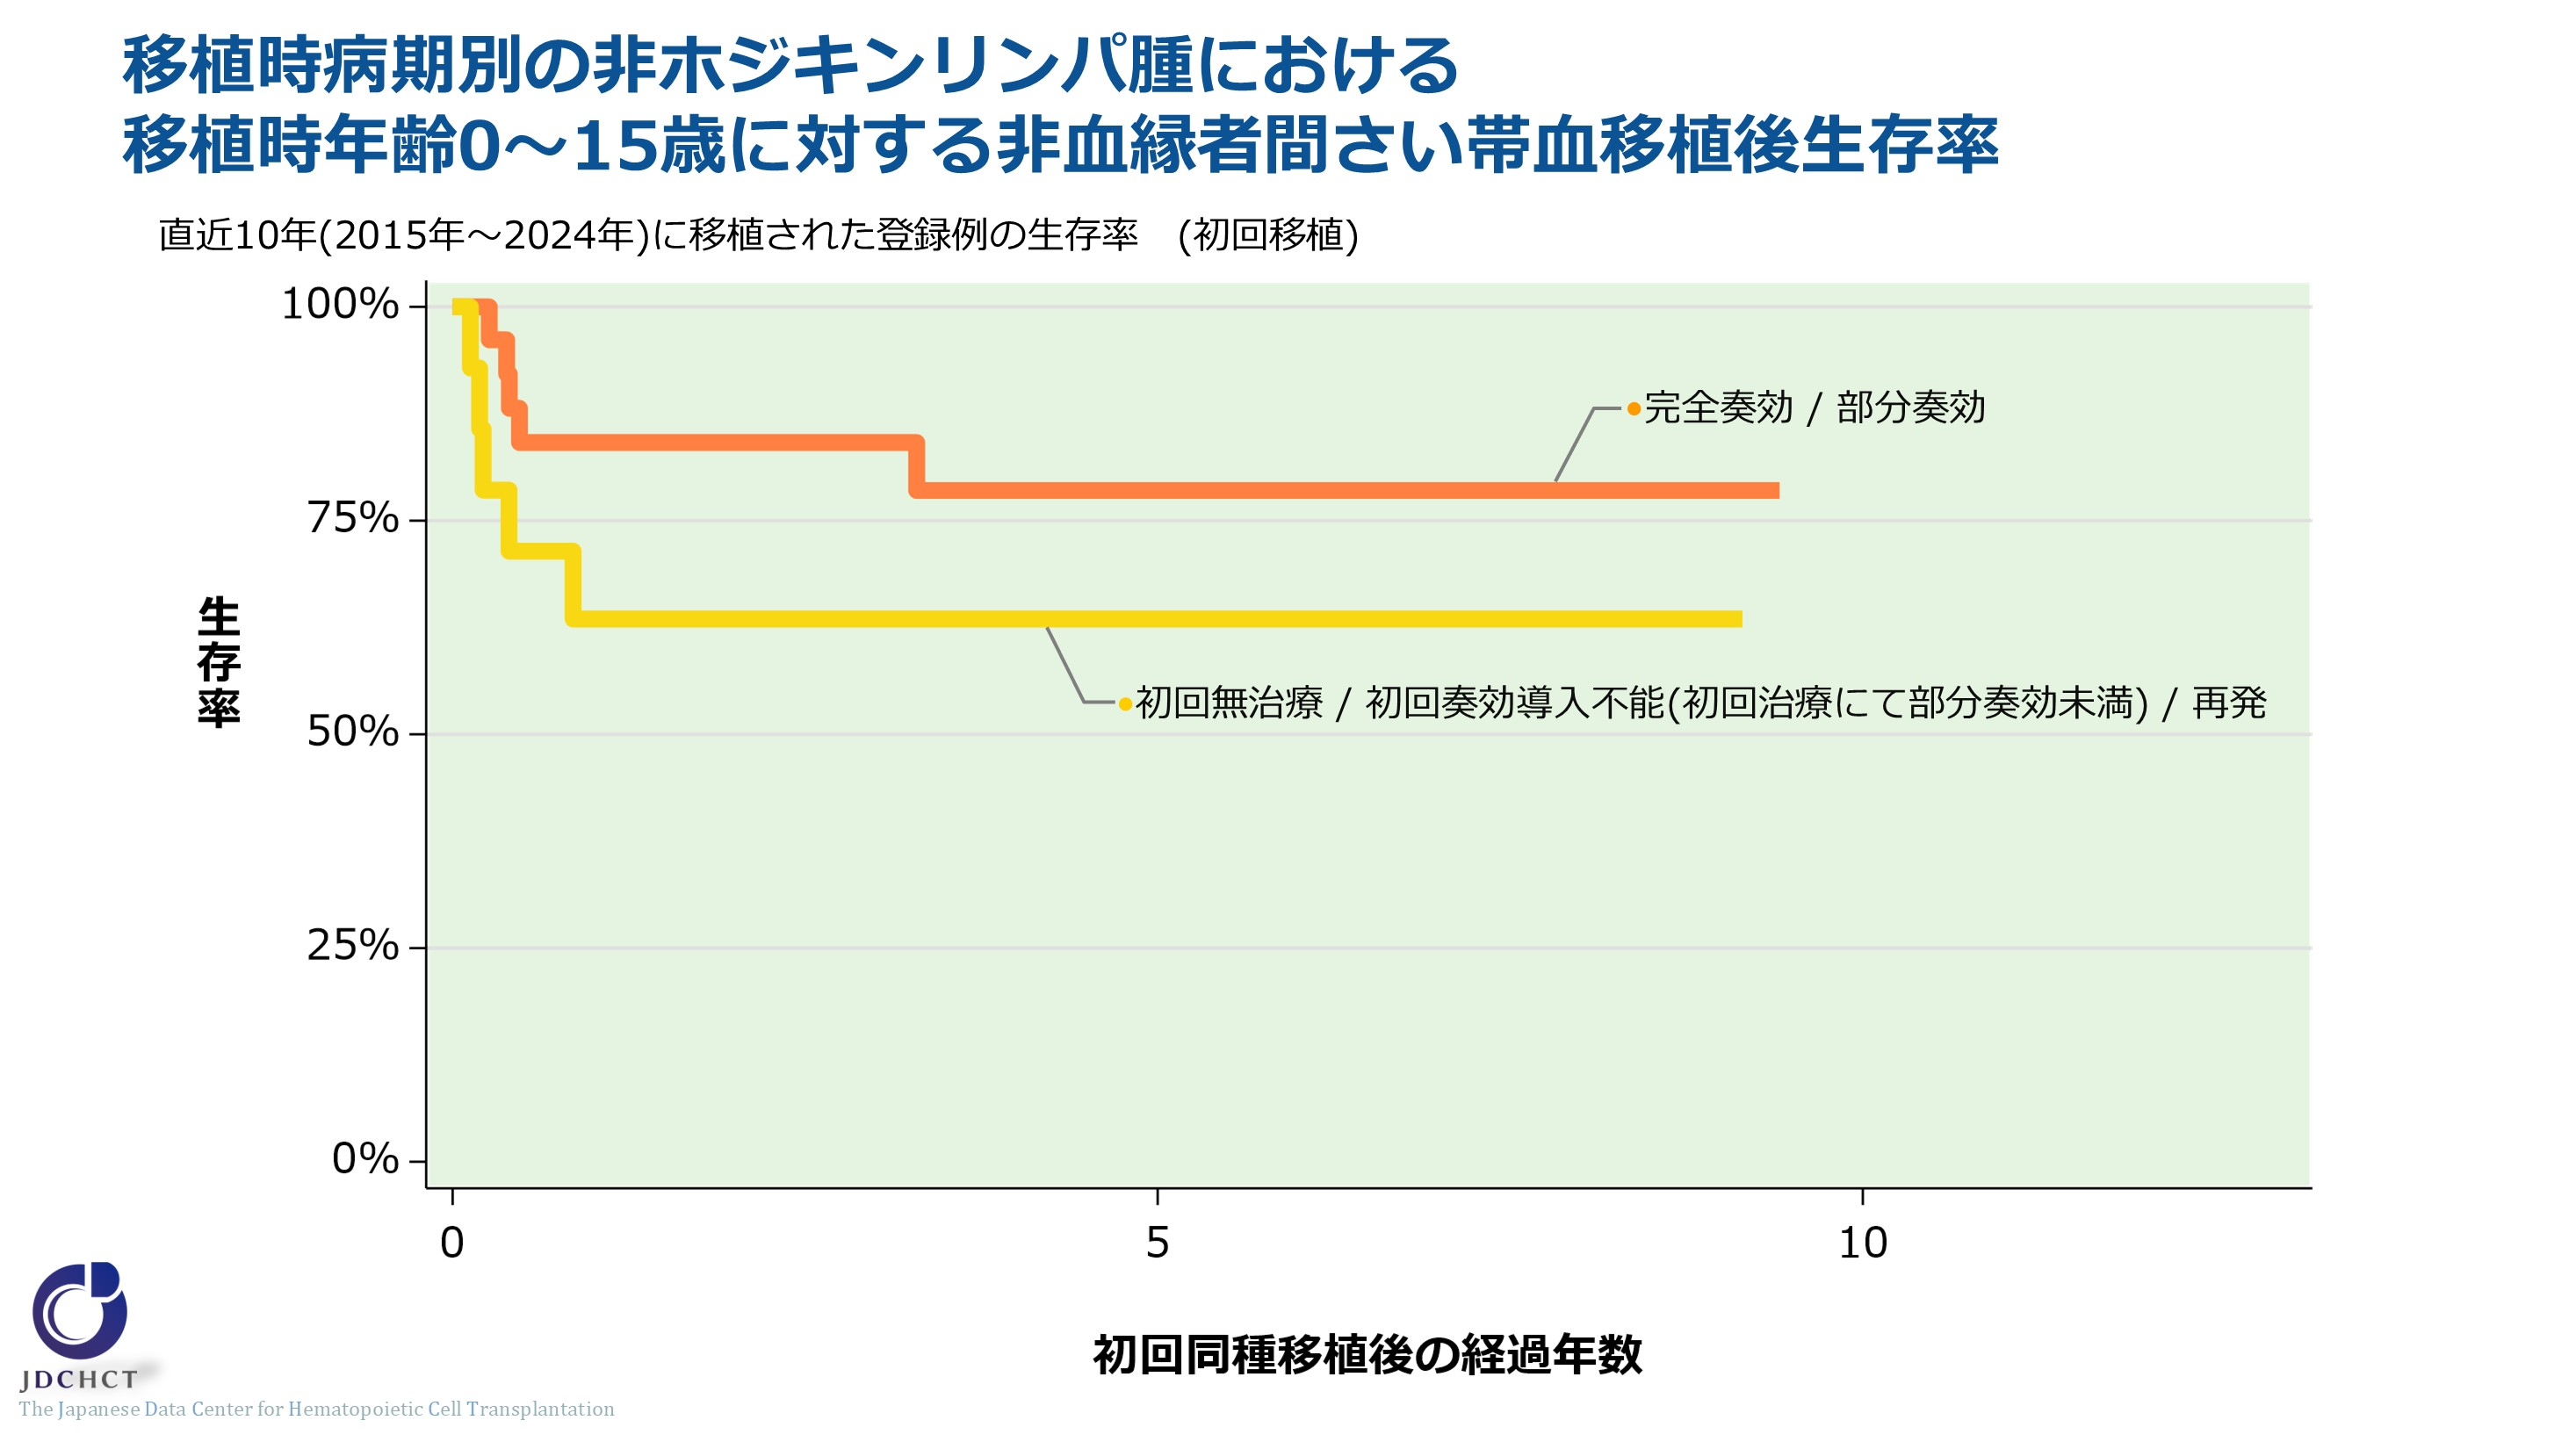 移植時病期別の非ホジキンリンパ腫における
移植時年齢0～15歳に対する非血縁者間さい帯血移植後生存率
直近10年(2015年～2024年)に移植された登録例の生存率　(初回移植)
100%
75%
50%
25%
0%
生存率
完全奏効 / 部分奏効
初回無治療 / 初回奏効導入不能(初回治療にて部分奏効未満) / 再発
0 5 10
初回同種移植後の経過年数
JDCHCT
The Japanese Data Center for Hematopoietic Cell Transplantation